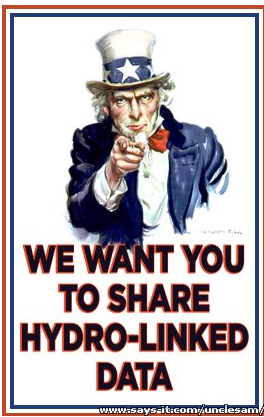 WE WANT YOU
TO SHARE
HYDRO-LINKED
DATA
www.says-it.com/unclesam/